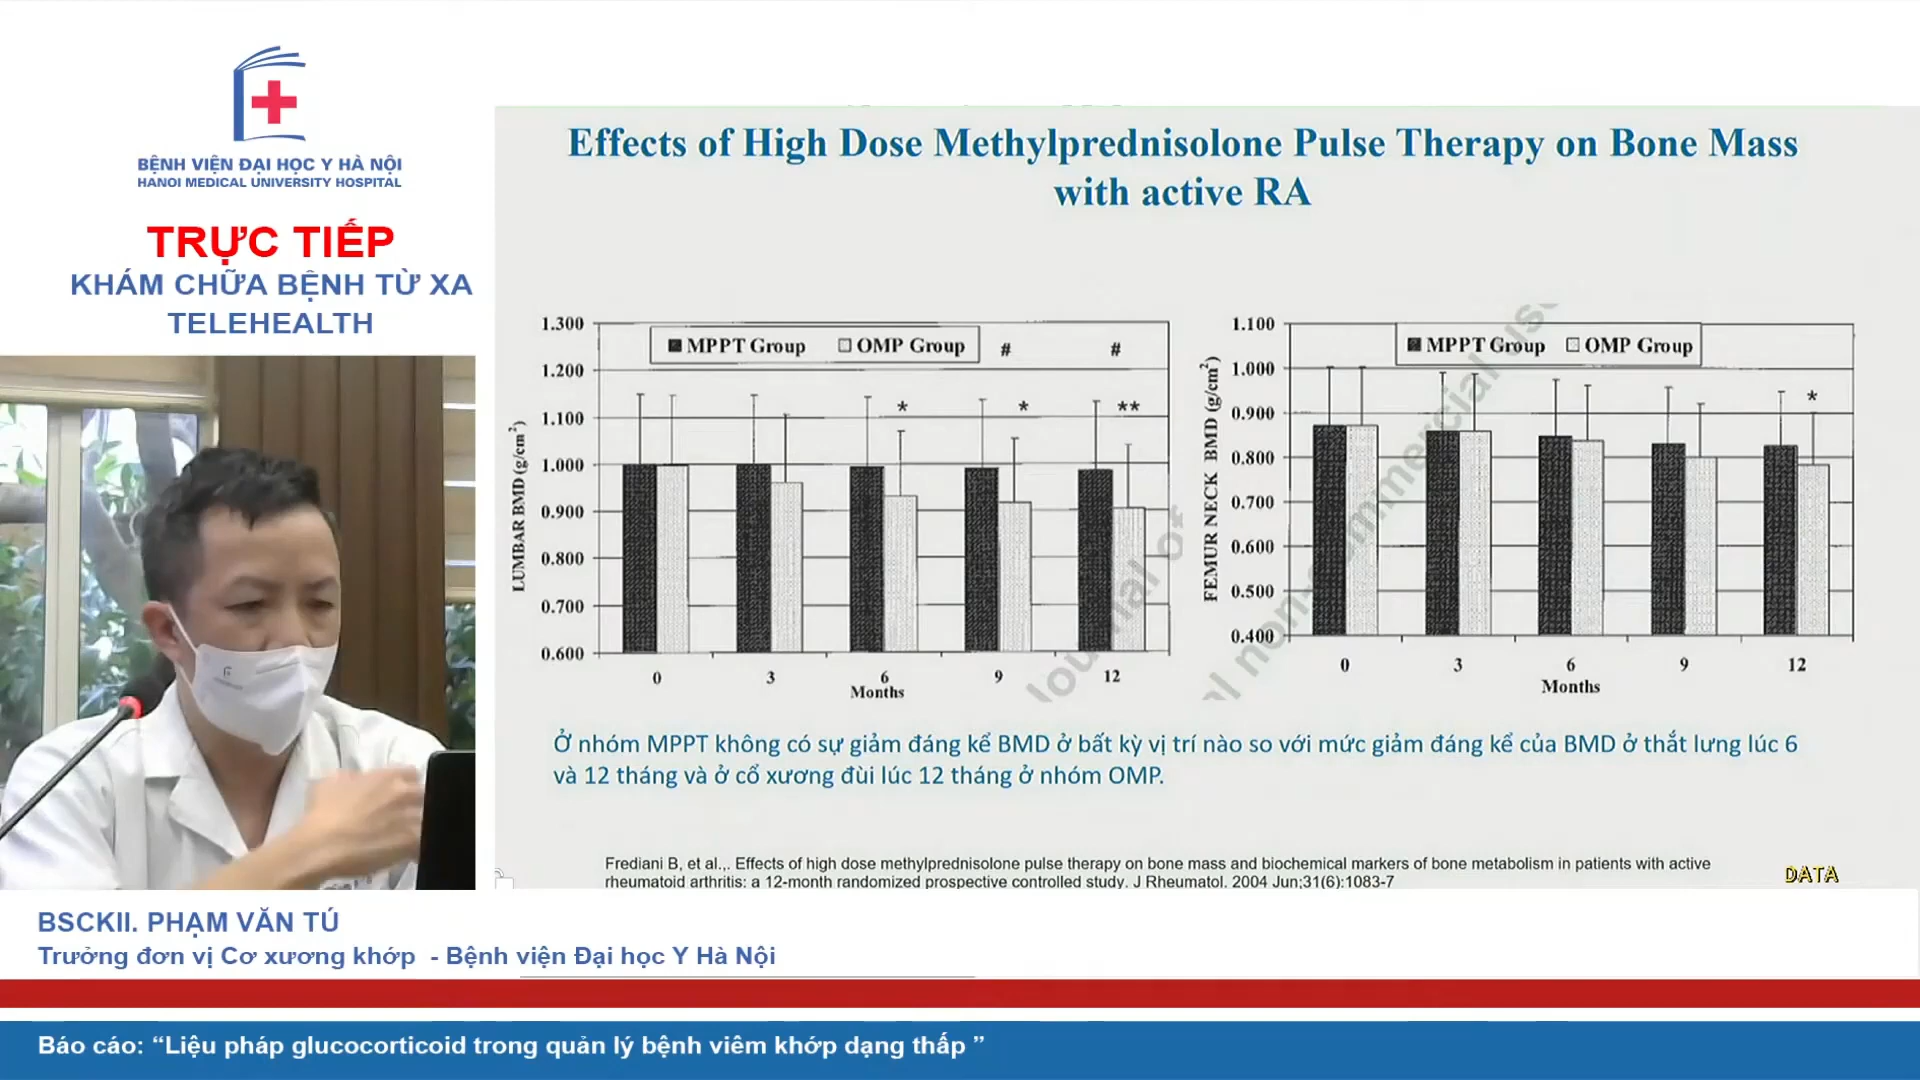 BỆNH VIỆN ĐẠI HỌC Y HÀ NỘI
HANOI MEDICAL UNIVERSITY HOSPITAL
TRỰC TIẾP
KHÁM CHỮA BỆNH TỪ XA
TELEHEALTH
Effects of High Dose Methylprednisolone Pulse Therapy on Bone Mass
with active RA
LUMBAR BMD (g/cm²)
1.300
1.200
1.100
1.000
0.900
0.800
0.700
0.600
MPPT Group OMP Group
# #
* * **
0 3 6 9 12
Months
FEMUR NECK BMD (g/cm²)
1.100
1.000
0.900
0.800
0.700
0.600
0.500
0.400
MPPT Group OMP Group
*
0 3 6 9 12
Months
Journal of
al non-commercial use
Ở nhóm MPPT không có sự giảm đáng kể BMD ở bất kỳ vị trí nào so với mức giảm đáng kể của BMD ở thắt lưng lúc 6
và 12 tháng và ở cổ xương đùi lúc 12 tháng ở nhóm OMP.
Frediani B, et al.,. Effects of high dose methylprednisolone pulse therapy on bone mass and biochemical markers of bone metabolism in patients with active
rheumatoid arthritis: a 12-month randomized prospective controlled study. J Rheumatol. 2004 Jun;31(6):1083-7
DATA
BSCKII. PHẠM VĂN TÚ
Trưởng đơn vị Cơ xương khớp - Bệnh viện Đại học Y Hà Nội
Báo cáo: “Liệu pháp glucocorticoid trong quản lý bệnh viêm khớp dạng thấp ”